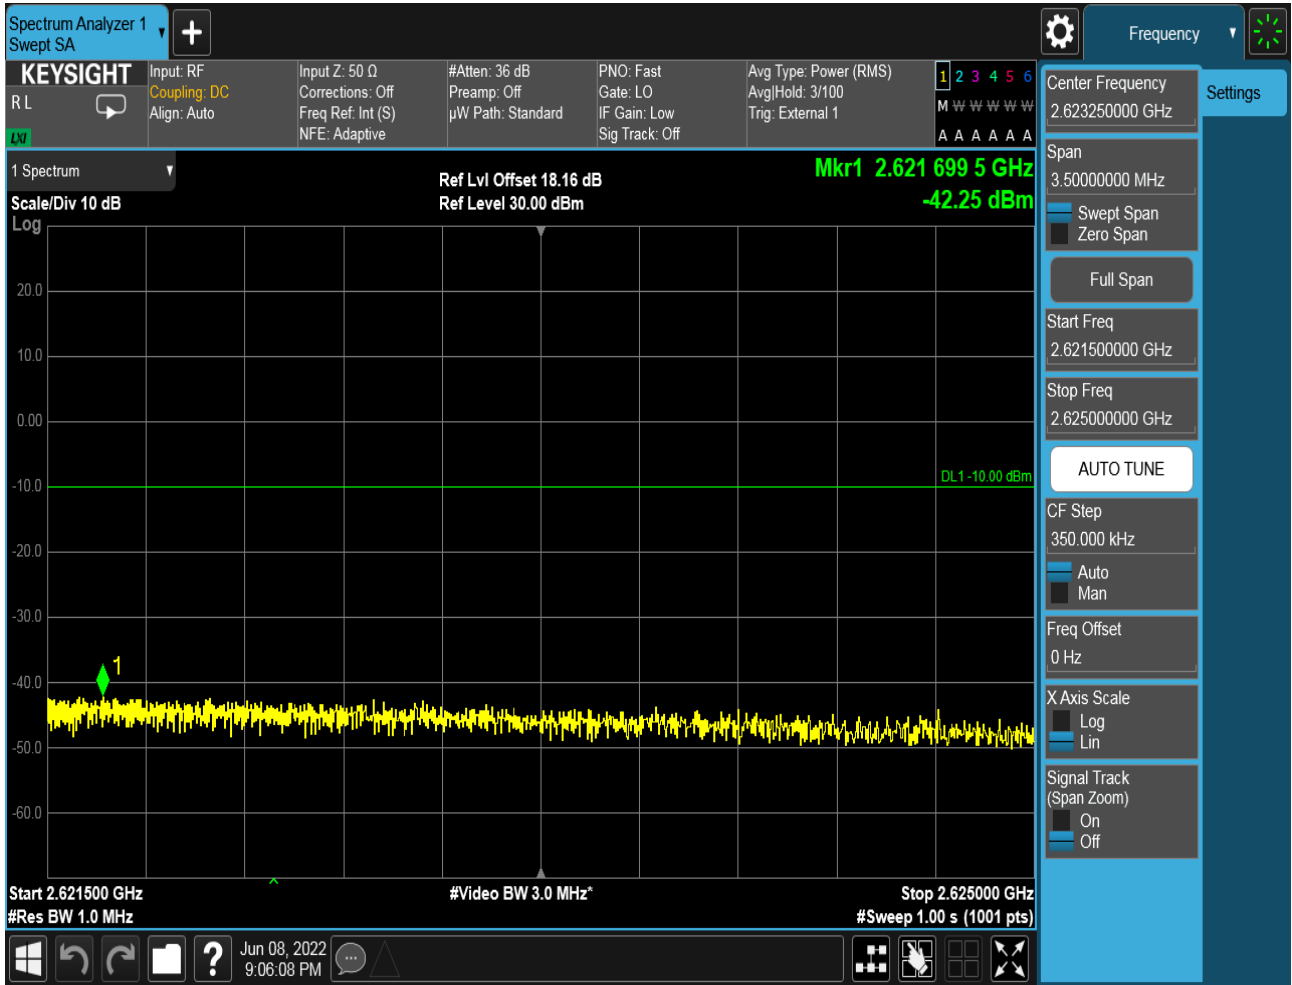 Spectrum Analyzer 1
Swept SA
Frequency
KEYSIGHT
R L
LXI
Input: RF
Coupling: DC
Align: Auto
Input Z: 50 Ω
Corrections: Off
Freq Ref: Int (S)
NFE: Adaptive
#Atten: 36 dB
Preamp: Off
µW Path: Standard
PNO: Fast
Gate: LO
IF Gain: Low
Sig Track: Off
Avg Type: Power (RMS)
Avg|Hold: 3/100
Trig: External 1
1 2 3 4 5 6
M W W W W W
A A A A A A
1 Spectrum
Scale/Div 10 dB
Log
Ref Lvl Offset 18.16 dB
Ref Level 30.00 dBm
Mkr1 2.621 699 5 GHz
-42.25 dBm
20.0
10.0
0.00
-10.0
-20.0
-30.0
-40.0
-50.0
-60.0
DL1 -10.00 dBm
1
Start 2.621500 GHz
#Res BW 1.0 MHz
#Video BW 3.0 MHz*
Stop 2.625000 GHz
#Sweep 1.00 s (1001 pts)
Jun 08, 2022
9:06:08 PM
Settings
Center Frequency
2.623250000 GHz
Span
3.50000000 MHz
Swept Span
Zero Span
Full Span
Start Freq
2.621500000 GHz
Stop Freq
2.625000000 GHz
AUTO TUNE
CF Step
350.000 kHz
Auto
Man
Freq Offset
0 Hz
X Axis Scale
Log
Lin
Signal Track
(Span Zoom)
On
Off